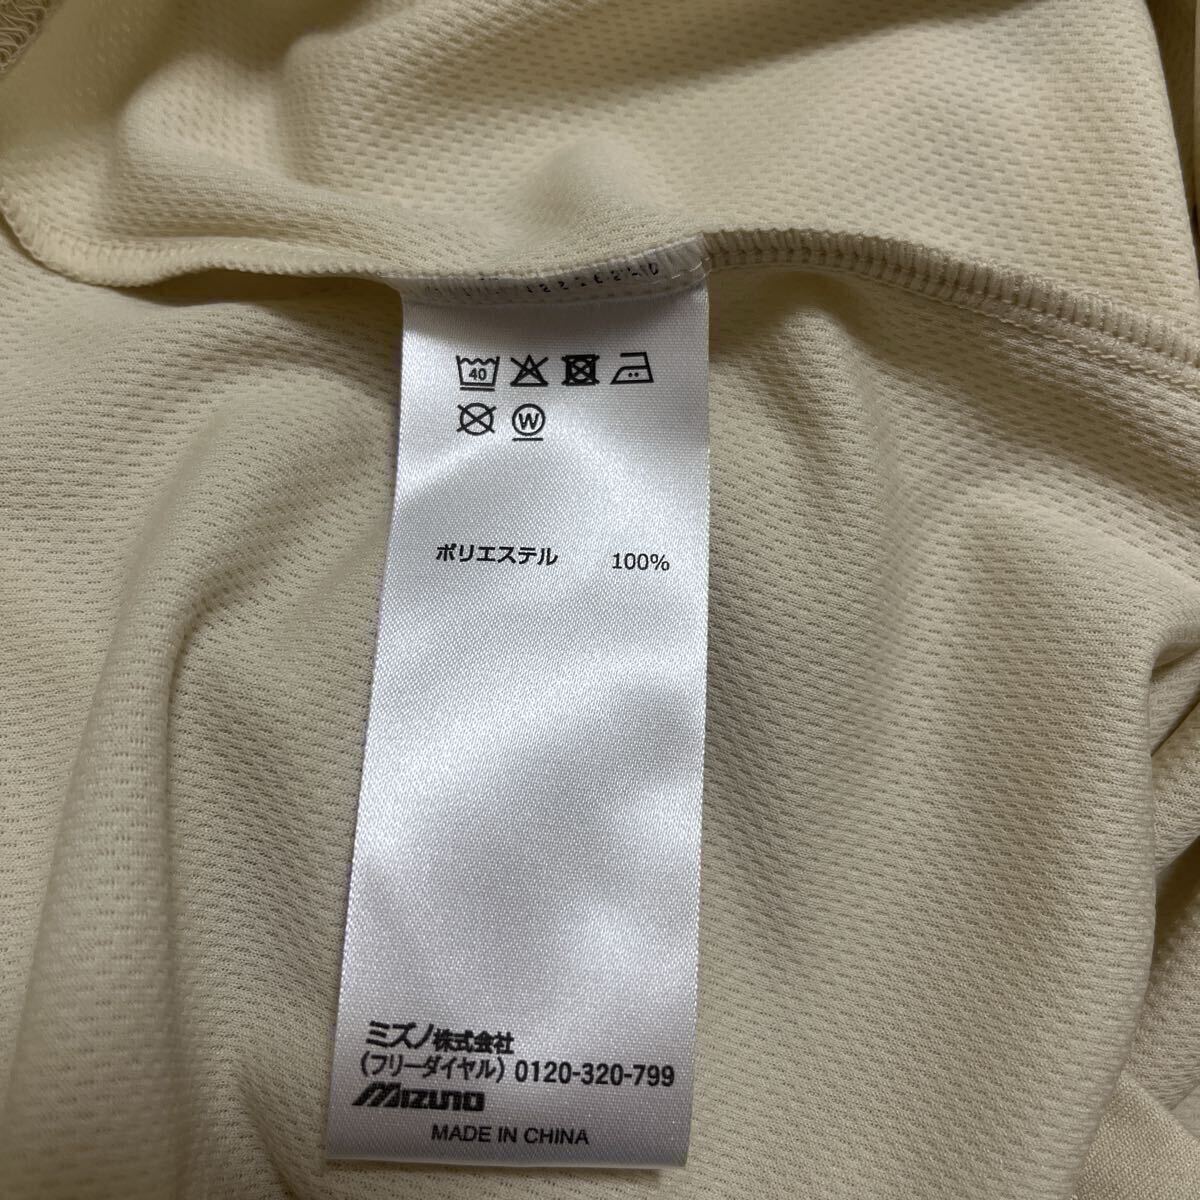 40
W
ポリエステル 100%
ミズノ株式会社
(フリーダイヤル) 0120-320-799
MIZUNO
MADE IN CHINA